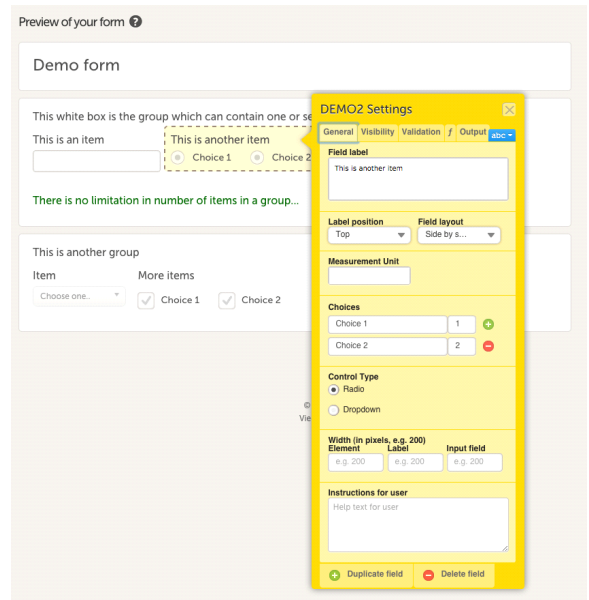 Preview of your form ?
Demo form
This white box is the group which can contain one or se
This is an item
This is another item
Choice 1
Choice 2
There is no limitation in number of items in a group...
This is another group
Item
More items
Choose one..
Choice 1
Choice 2
©
Vie
DEMO2 Settings
General Visibility Validation f Output abc
Field label
This is another item
Label position Field layout
Top Side by s...
Measurement Unit
Choices
Choice 1 1
Choice 2 2
Control Type
Radio
Dropdown
Width (in pixels, e.g. 200)
Element Label Input field
e.g. 200 e.g. 200 e.g. 200
Instructions for user
Help text for user
Duplicate field Delete field